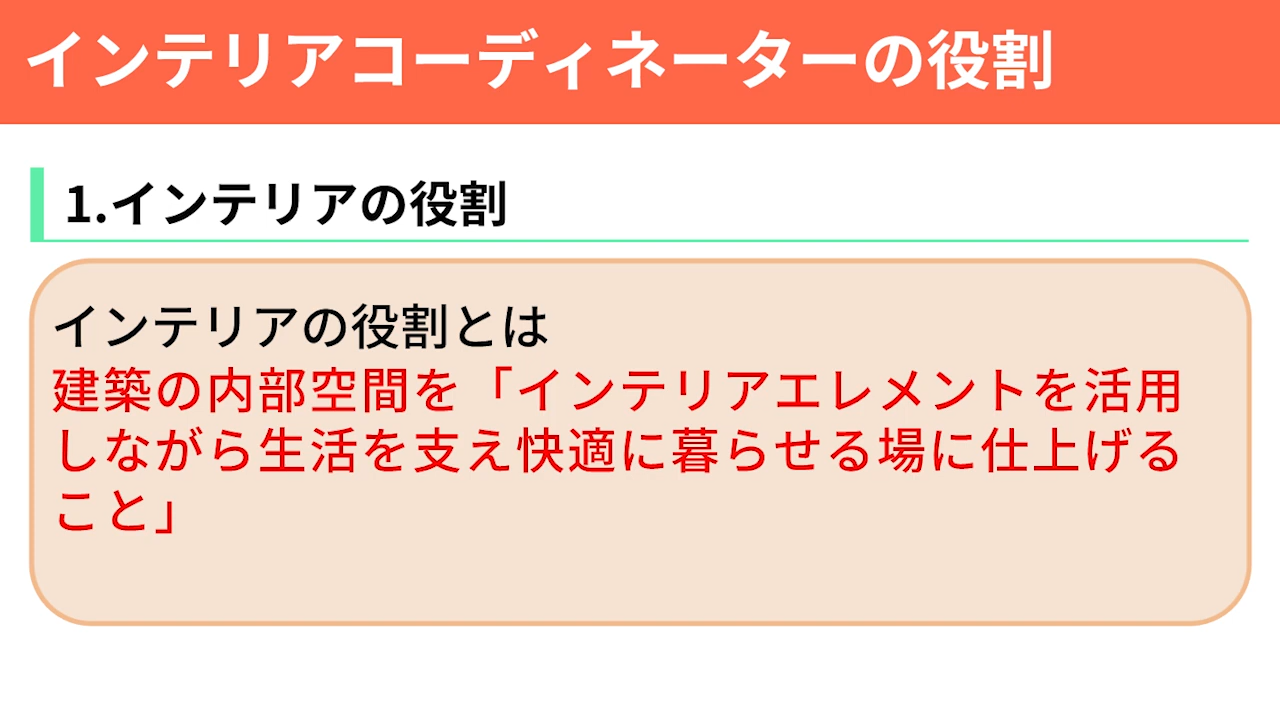 インテリアコーディネーターの役割
1.インテリアの役割
インテリアの役割とは
建築の内部空間を「インテリアエレメントを活用
しながら生活を支え快適に暮らせる場に仕上げる
こと」